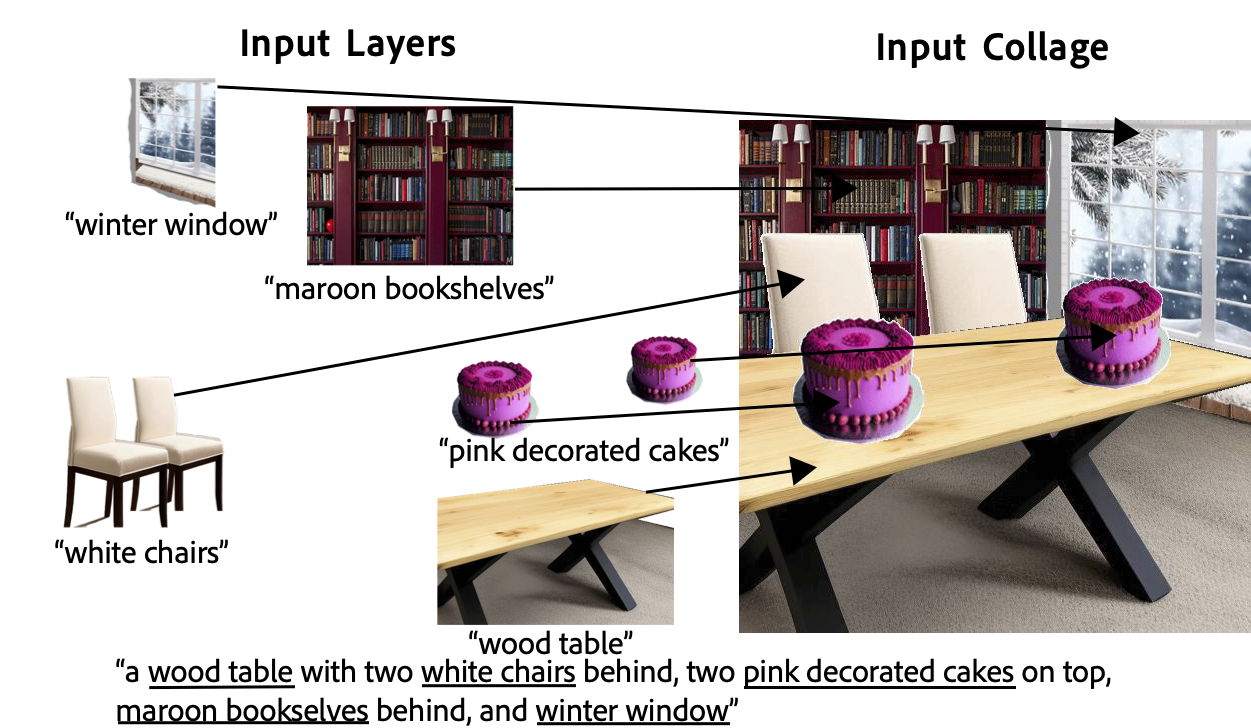 Input Layers
Input Collage
“winter window”
“maroon bookshelves”
“pink decorated cakes”
“white chairs”
“wood table”
“a wood table with two white chairs behind, two pink decorated cakes on top,
maroon bookselves behind, and winter window”